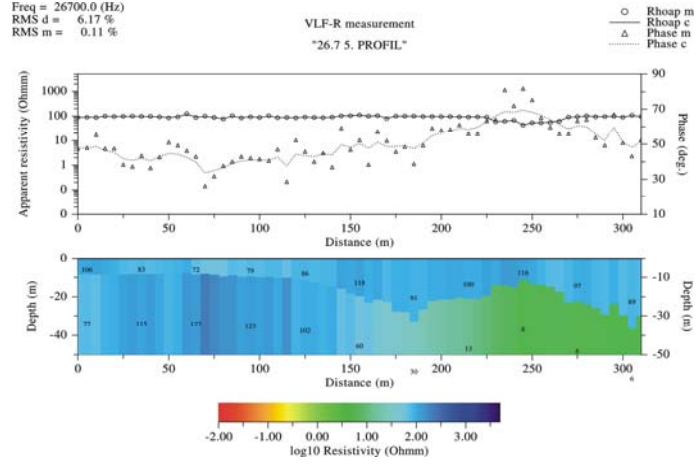 Freq = 26700.0 (Hz)
RMS d = 6.17 %
RMS m = 0.11 %
VLF-R measurement
"26.7 5. PROFIL"
Rhoap m
Rhoap c
Phase m
Phase c
Apparent resistivity (Ohmm)
1000
100
10
1
0
0
90
70
50
30
10
Phase (deg.)
0 50 100 150 200 250 300
Distance (m)
Depth (m)
0
-20
-40
-10
-30
-50
Depth (m)
106 83 72 79 86 118 91 100 116 97 89
77 115 177 123 102 60 30 13 6
0 50 100 150 200 250 300
Distance (m)
-2.00 -1.00 0.00 1.00 2.00 3.00
log10 Resistivity (Ohmm)